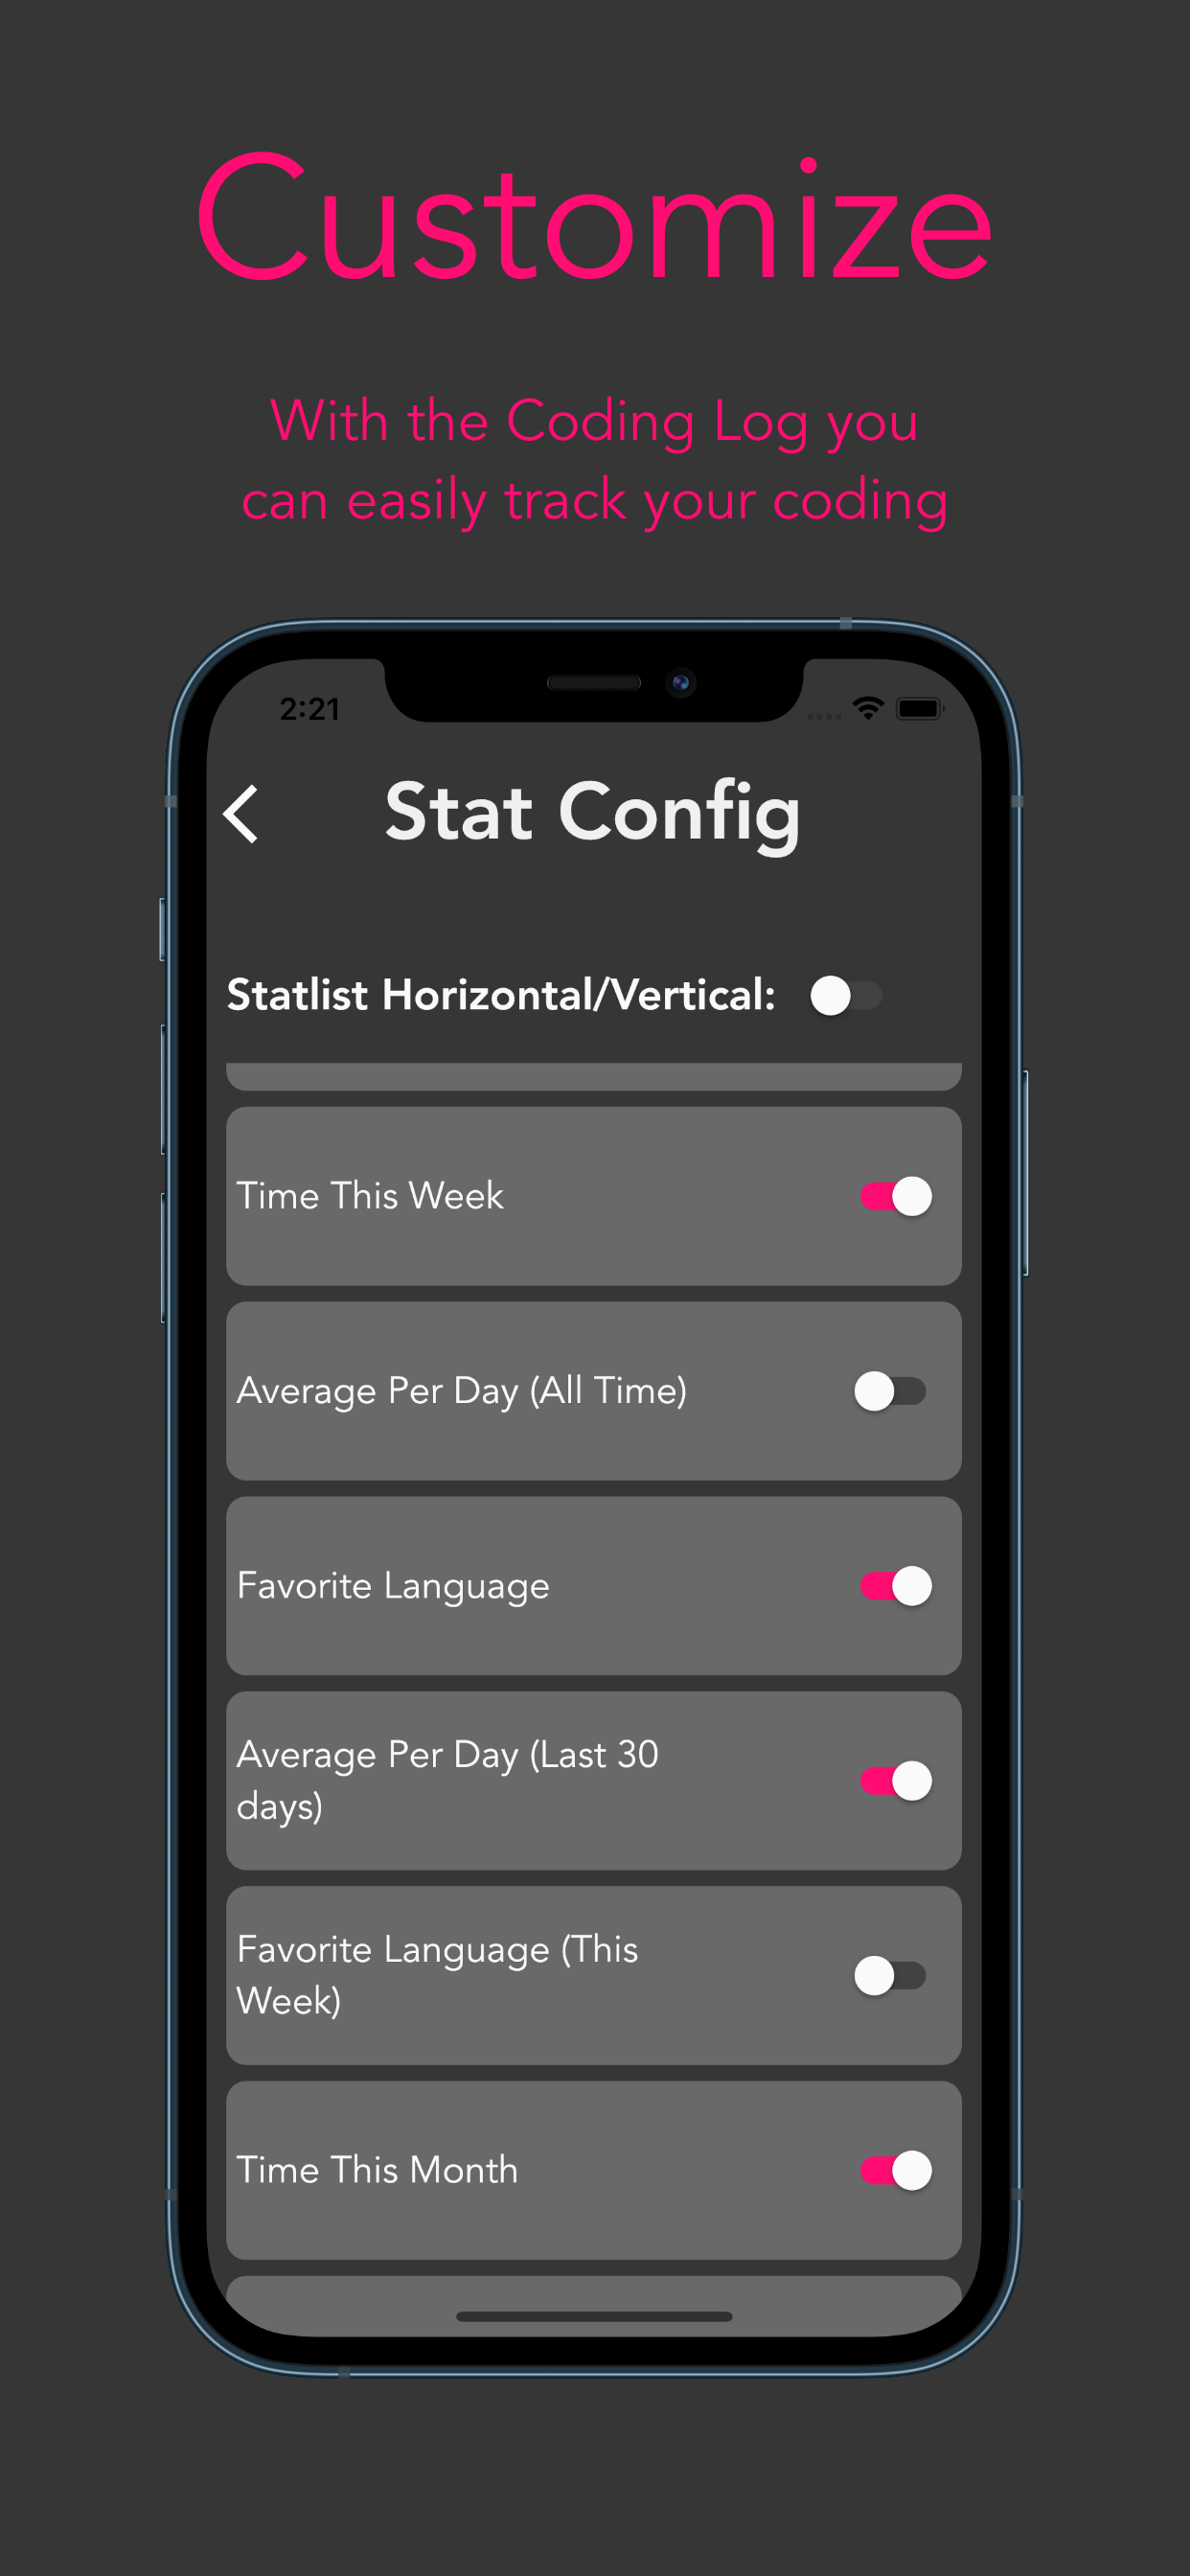 Customize
With the Coding Log you
can easily track your coding
2:21
Stat Config
Statlist Horizontal/Vertical:
Time This Week
Average Per Day (All Time)
Favorite Language
Average Per Day (Last 30
days)
Favorite Language (This
Week)
Time This Month